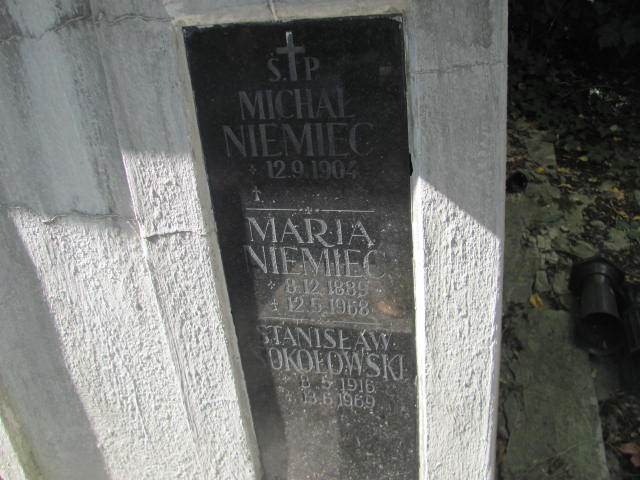 Ś. P.
MICHAŁ
NIEMIEC
* 12.9.1904
†
MARIA
NIEMIEC
* 8.12.1889
† 12.5.1968
STANISŁAW
SOKOŁOWSKI
* 8.5.1916
† 13.6.1969